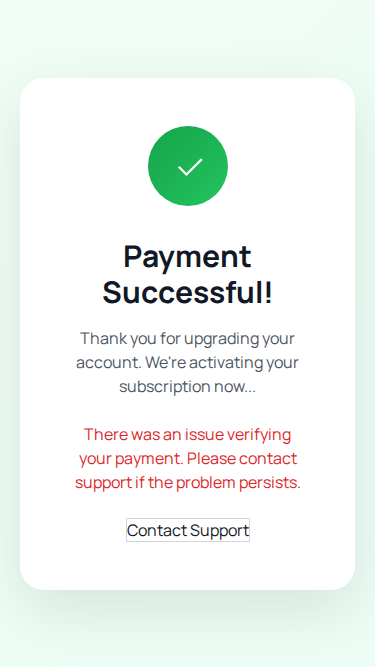 Payment
Successful!
Thank you for upgrading your
account. We're activating your
subscription now...
There was an issue verifying
your payment. Please contact
support if the problem persists.
Contact Support